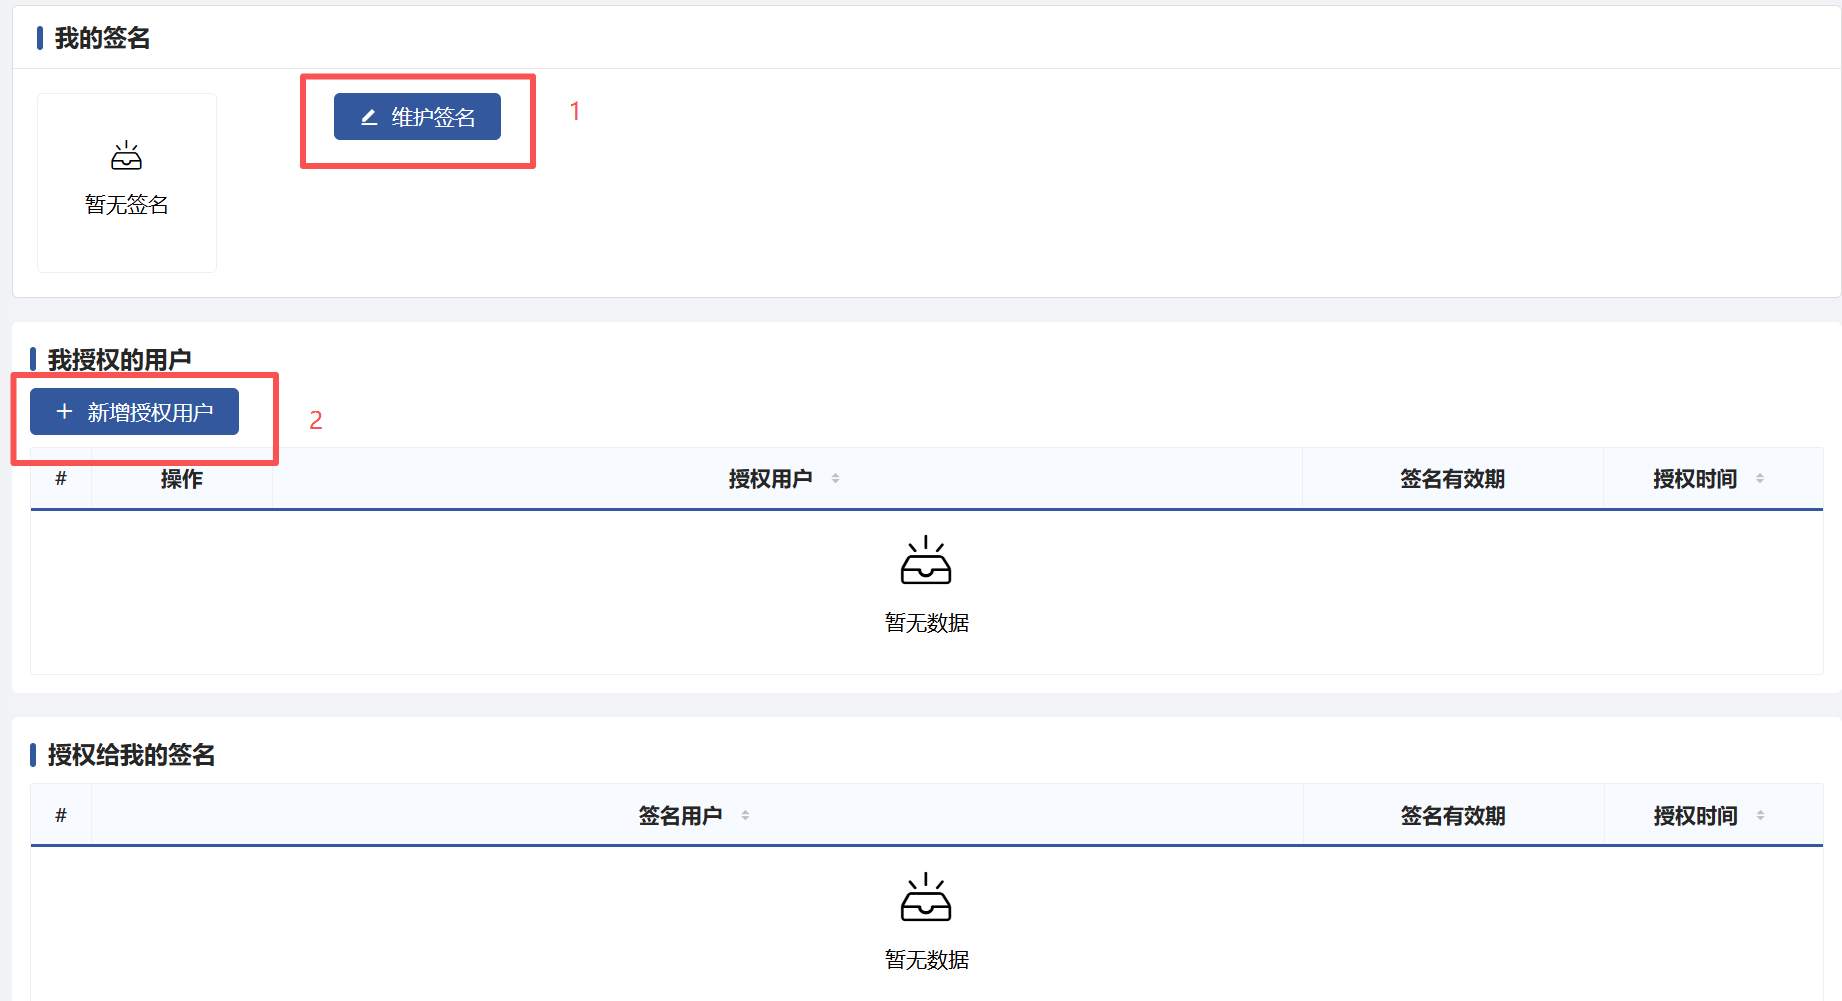 我的签名
维护签名
1
暂无签名
我授权的用户
新增授权用户
2
# 操作 授权用户 签名有效期 授权时间
暂无数据
授权给我的签名
# 签名用户 签名有效期 授权时间
暂无数据